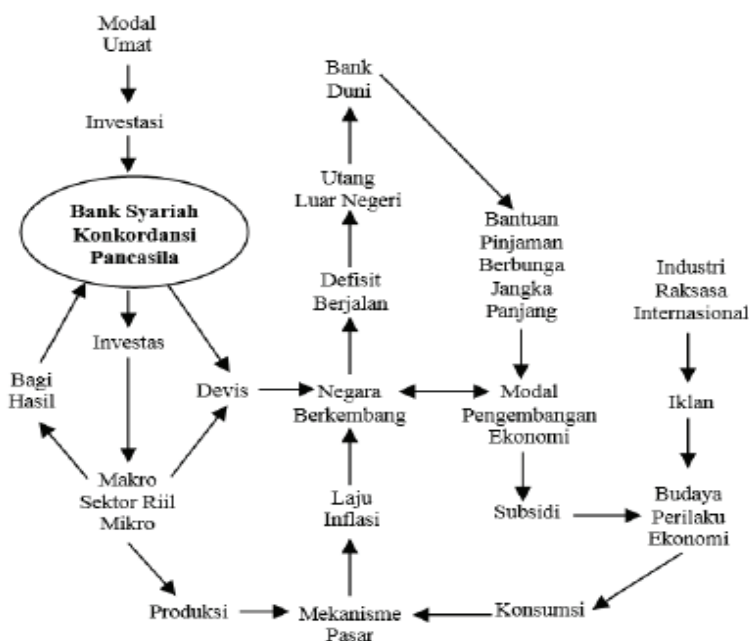 Modal
Umat
Investasi
Bank Syariah
Konkordansi
Pancasila
Investas
Bagi
Hasil
Devis
Makro
Sektor Riil
Mikro
Produksi
Bank
Duni
Utang
Luar Negeri
Defisit
Berjalan
Negara
Berkembang
Laju
Inflasi
Mekanisme
Pasar
Bantuan
Pinjaman
Berbunga
Jangka
Panjang
Modal
Pengembangan
Ekonomi
Subsidi
Konsumsi
Industri
Raksasa
Internasional
Iklan
Budaya
Perilaku
Ekonomi